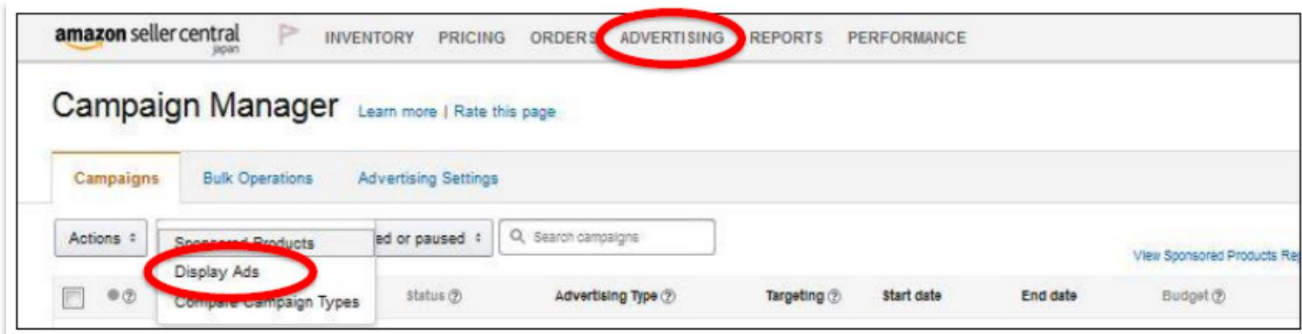 amazon seller central
japan
INVENTORY PRICING ORDERS ADVERTISING REPORTS PERFORMANCE
Campaign Manager Learn more | Rate this page
Campaigns Bulk Operations Advertising Settings
Actions Sponsored Products ed or paused Search campaigns
View Sponsored Products Rep
Display Ads
Compare Campaign Types Status Advertising Type Targeting Start date End date Budget